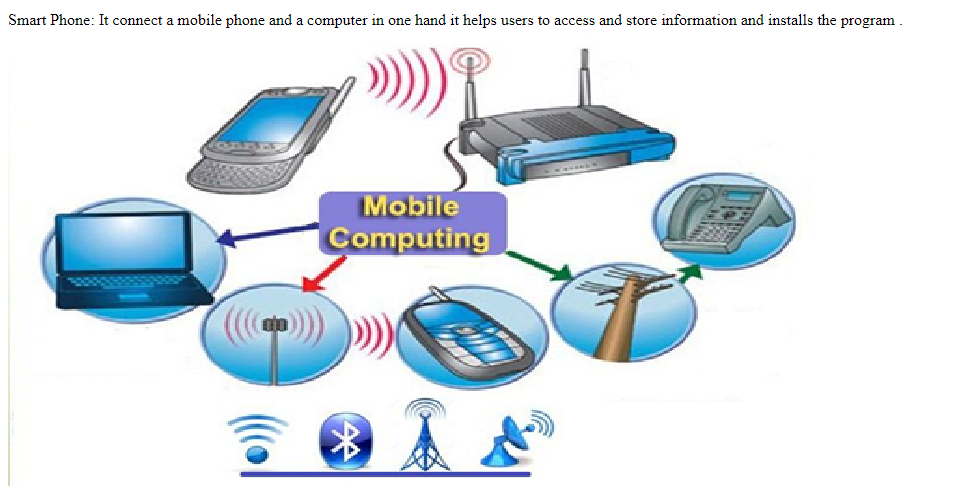 Smart Phone: It connect a mobile phone and a computer in one hand it helps users to access and store information and installs the program .
Mobile
Computing